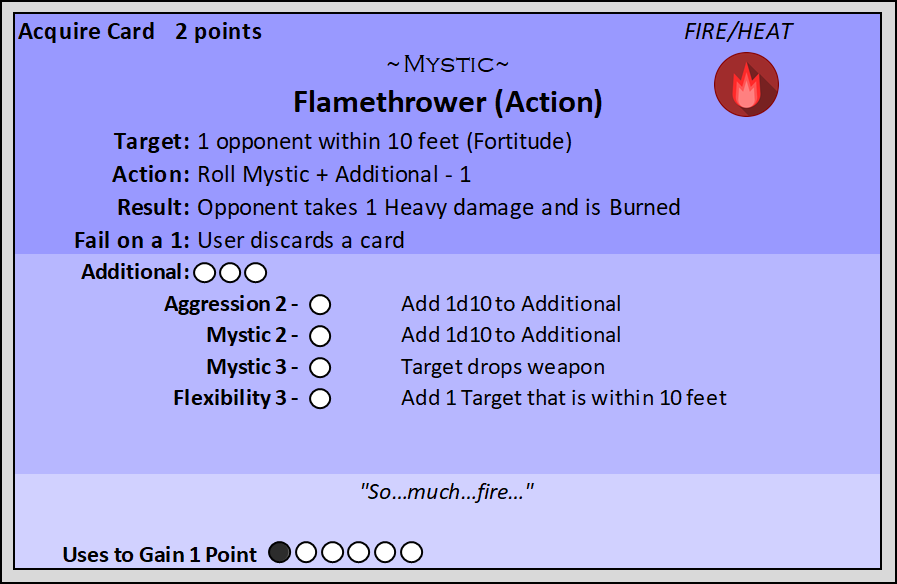 Acquire Card 2 points FIRE/HEAT
~Mystic~
Flamethrower (Action)
Target: 1 opponent within 10 feet (Fortitude)
Action: Roll Mystic + Additional - 1
Result: Opponent takes 1 Heavy damage and is Burned
Fail on a 1: User discards a card
Additional:
Aggression 2 - Add 1d10 to Additional
Mystic 2 - Add 1d10 to Additional
Mystic 3 - Target drops weapon
Flexibility 3 - Add 1 Target that is within 10 feet
"So...much...fire..."
Uses to Gain 1 Point